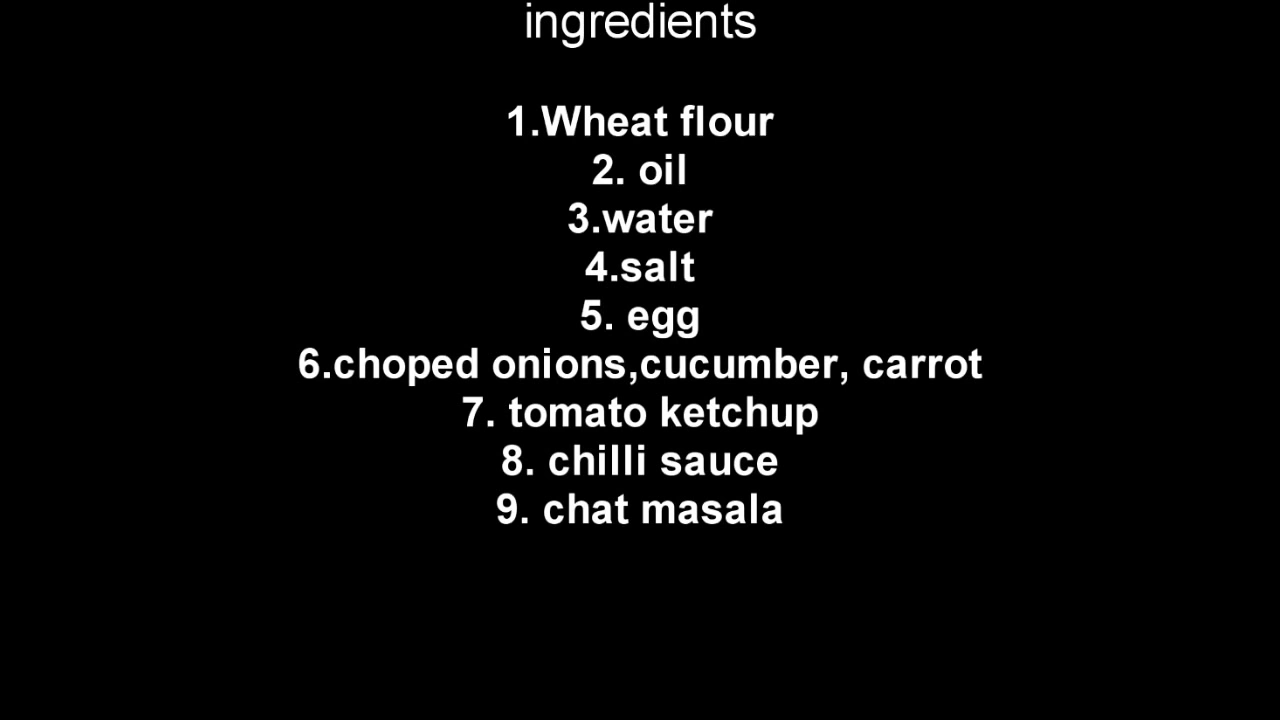 ingredients
1.Wheat flour
2. oil
3.water
4.salt
5. egg
6.choped onions,cucumber, carrot
7. tomato ketchup
8. chilli sauce
9. chat masala